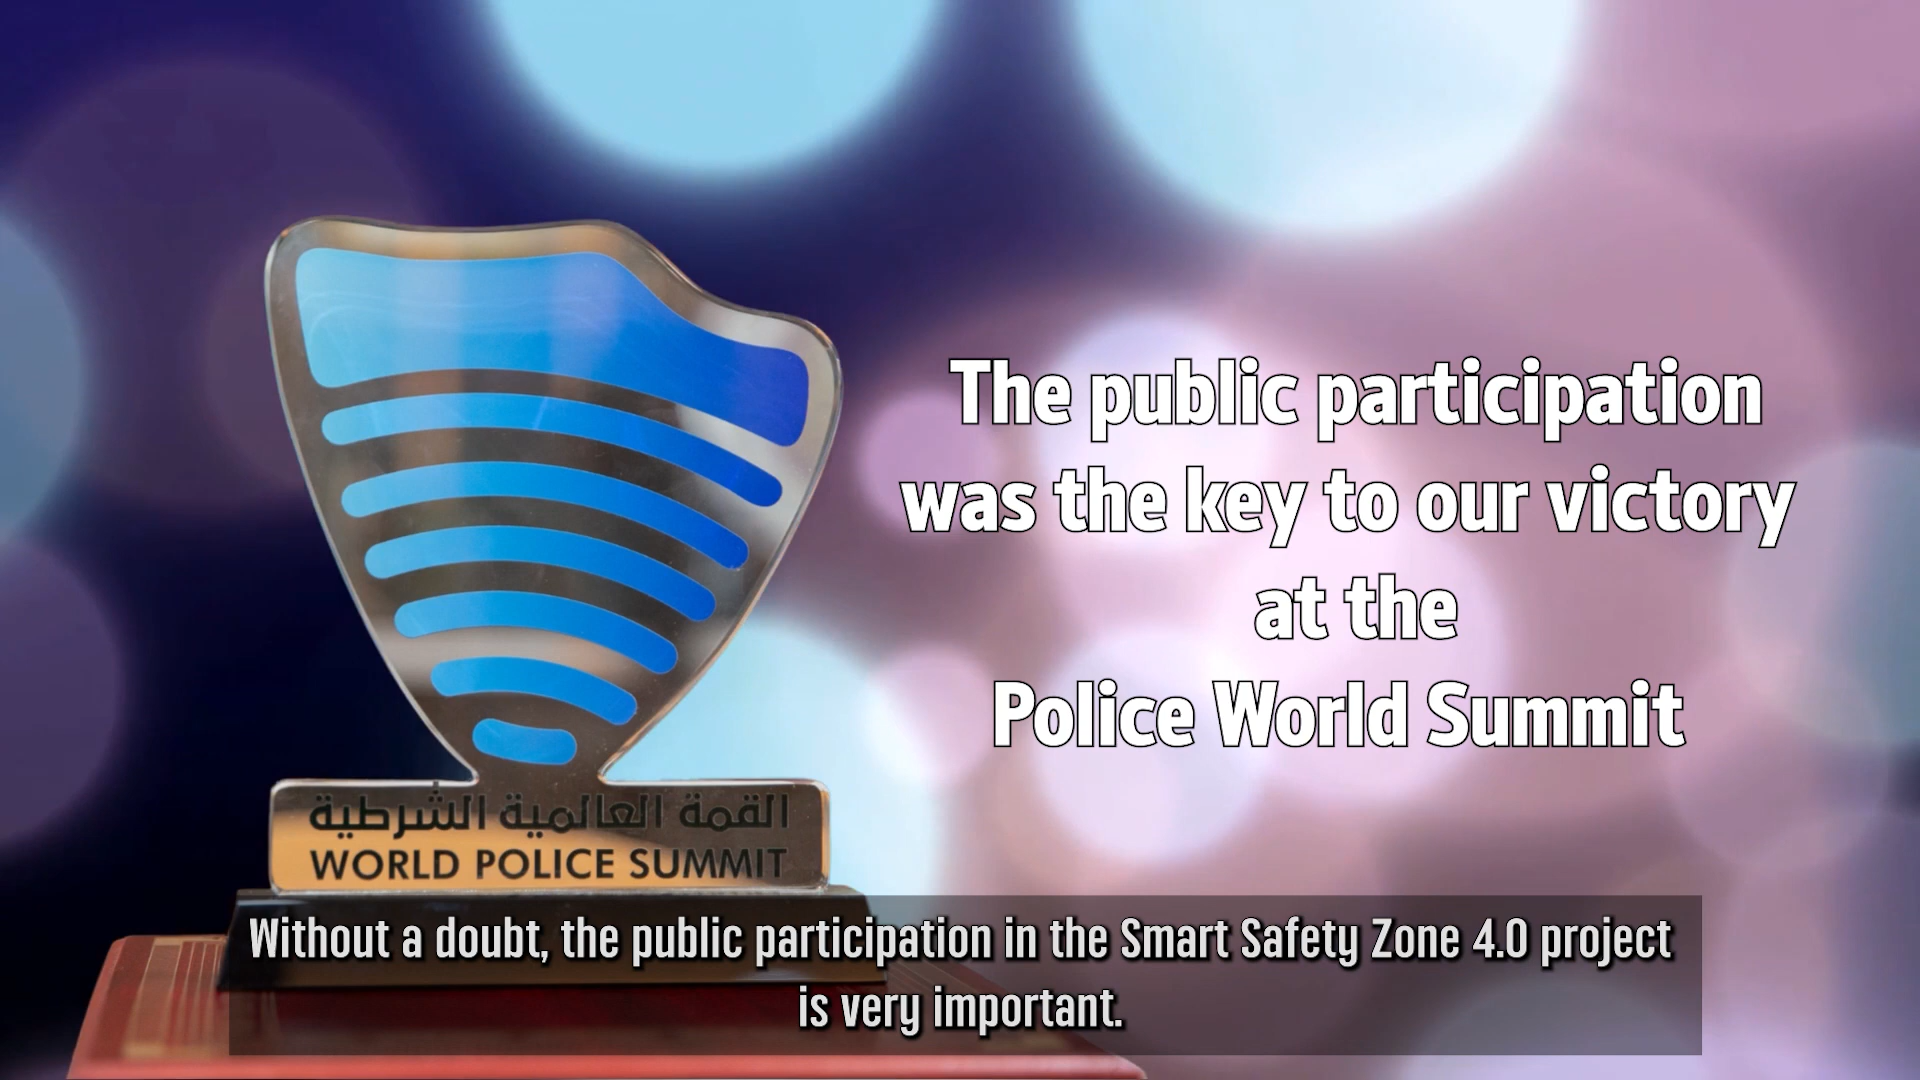 The public participation
was the key to our victory
at the
Police World Summit
القمة العالمية الشرطية
WORLD POLICE SUMMIT
Without a doubt, the public participation in the Smart Safety Zone 4.0 project
is very important.